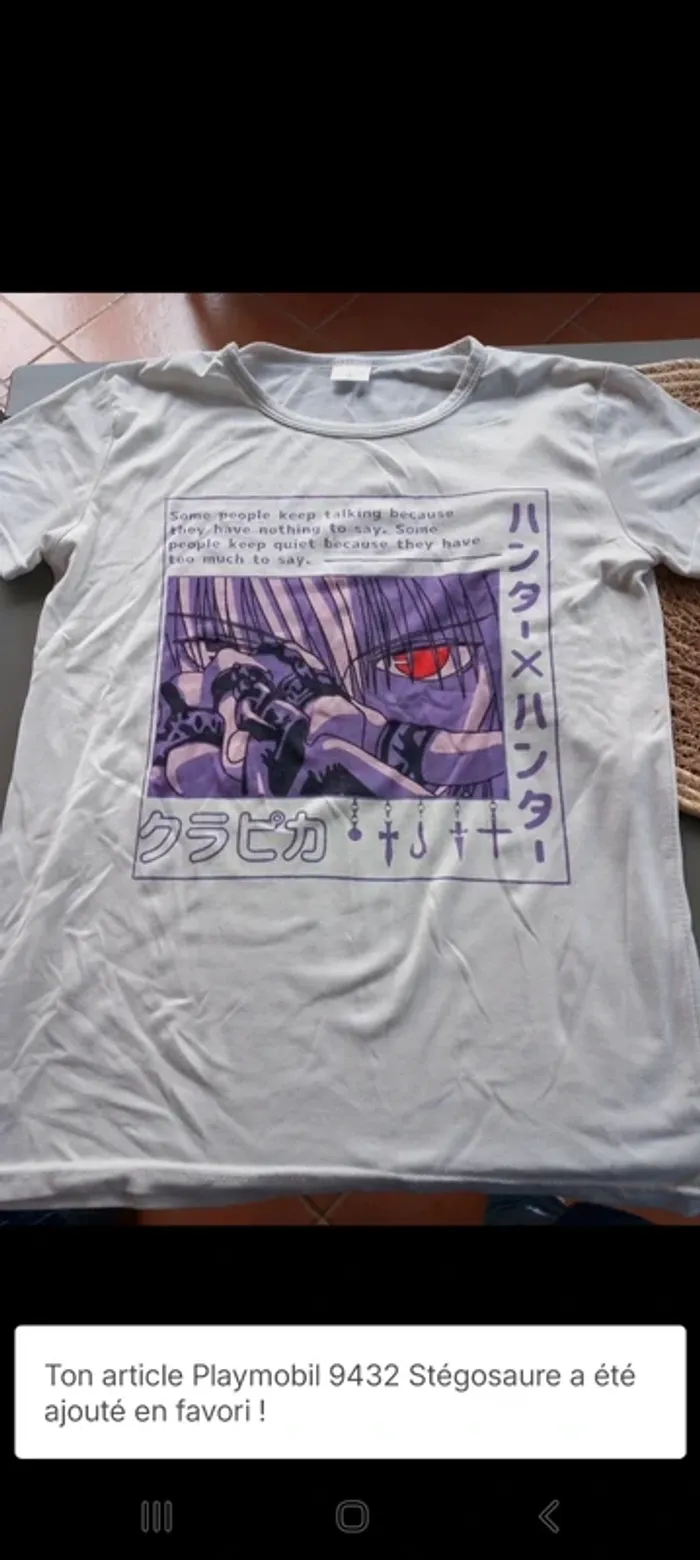 Some people keep talking because
they have nothing to say. Some
people keep quiet because they have
too much to say.
ハンター×ハンター
クラピカ
Ton article Playmobil 9432 Stégosaure a été
ajouté en favori !